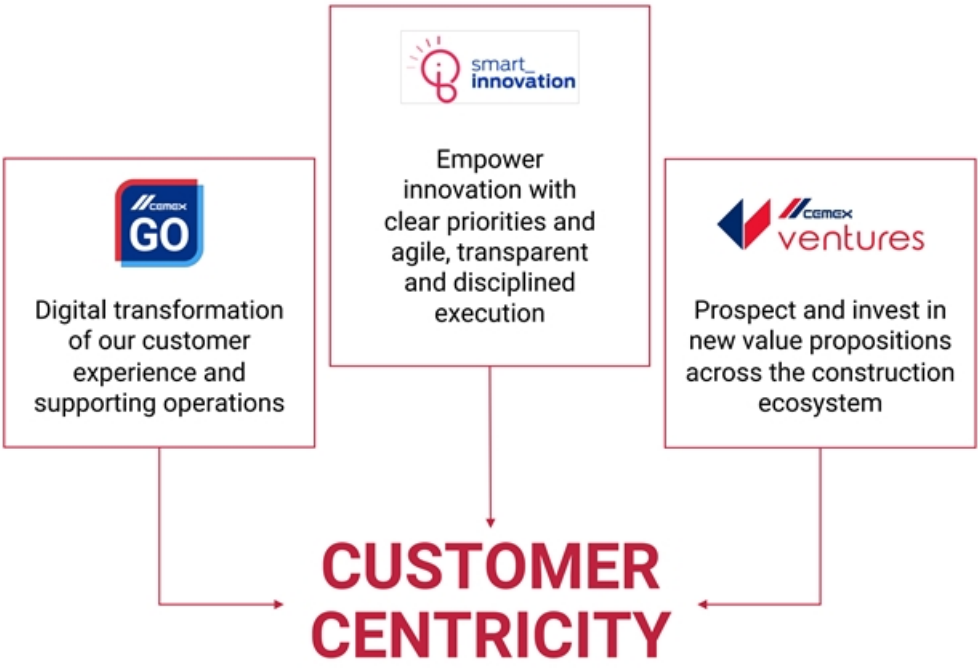 smart_
innovation
Empower
innovation with
clear priorities and
agile, transparent
and disciplined
execution
CEMEX
GO
Digital transformation
of our customer
experience and
supporting operations
CEMEX
ventures
Prospect and invest in
new value propositions
across the construction
ecosystem
CUSTOMER
CENTRICITY